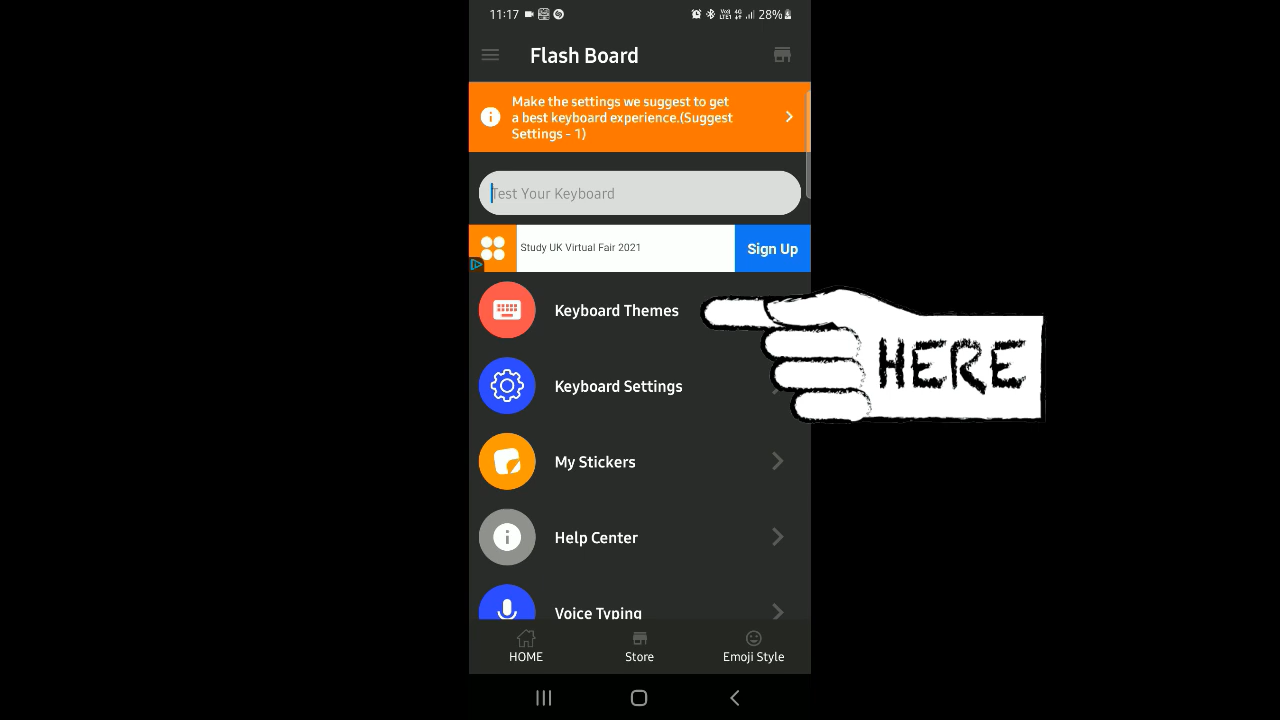 11:17
28%
Flash Board
Make the settings we suggest to get
a best keyboard experience.(Suggest
Settings - 1)
Test Your Keyboard
Study UK Virtual Fair 2021
Sign Up
Keyboard Themes
HERE
Keyboard Settings
My Stickers
Help Center
Voice Typing
HOME
Store
Emoji Style